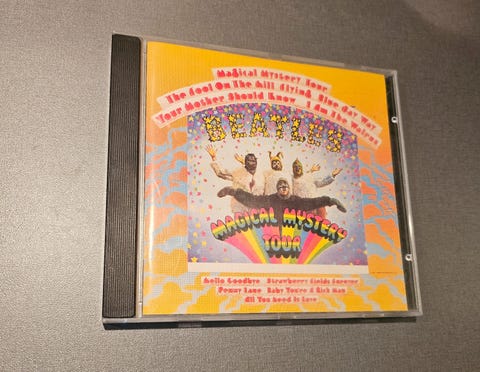 Magical Mystery Tour
The Fool On The Hill Flying Blue Jay Way
Your Mother Should Know I Am The Walrus
BEATLES
MAGICAL MYSTERY
TOUR
Hello Goodbye Strawberry Fields Forever
Penny Lane Baby You're A Rich Man
All You Need Is Love